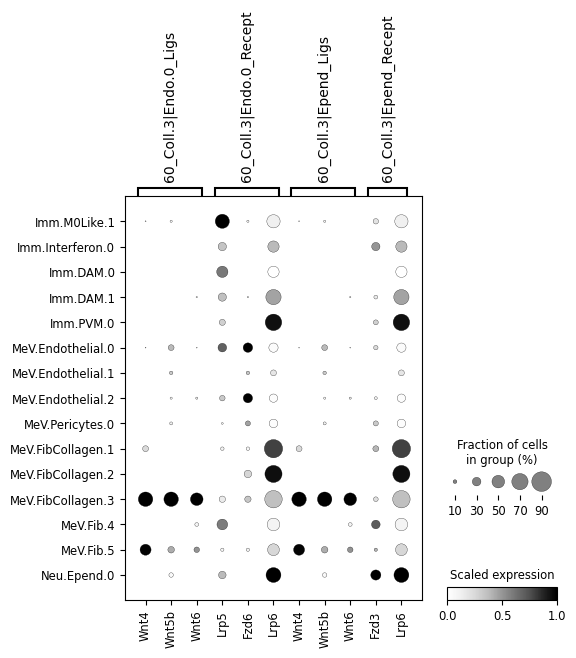 60_Coll.3|Endo.0_Ligs
60_Coll.3|Endo.0_Recept
60_Coll.3|Epend_Ligs
60_Coll.3|Epend_Recept
Imm.M0Like.1
Imm.Interferon.0
Imm.DAM.0
Imm.DAM.1
Imm.PVM.0
MeV.Endothelial.0
MeV.Endothelial.1
MeV.Endothelial.2
MeV.Pericytes.0
MeV.FibCollagen.1
MeV.FibCollagen.2
MeV.FibCollagen.3
MeV.Fib.4
MeV.Fib.5
Neu.Epend.0
Wnt4
Wnt5b
Wnt6
Lrp5
Fzd6
Lrp6
Wnt4
Wnt5b
Wnt6
Fzd3
Lrp6
Fraction of cells
in group (%)
10 30 50 70 90
Scaled expression
0.0 0.5 1.0